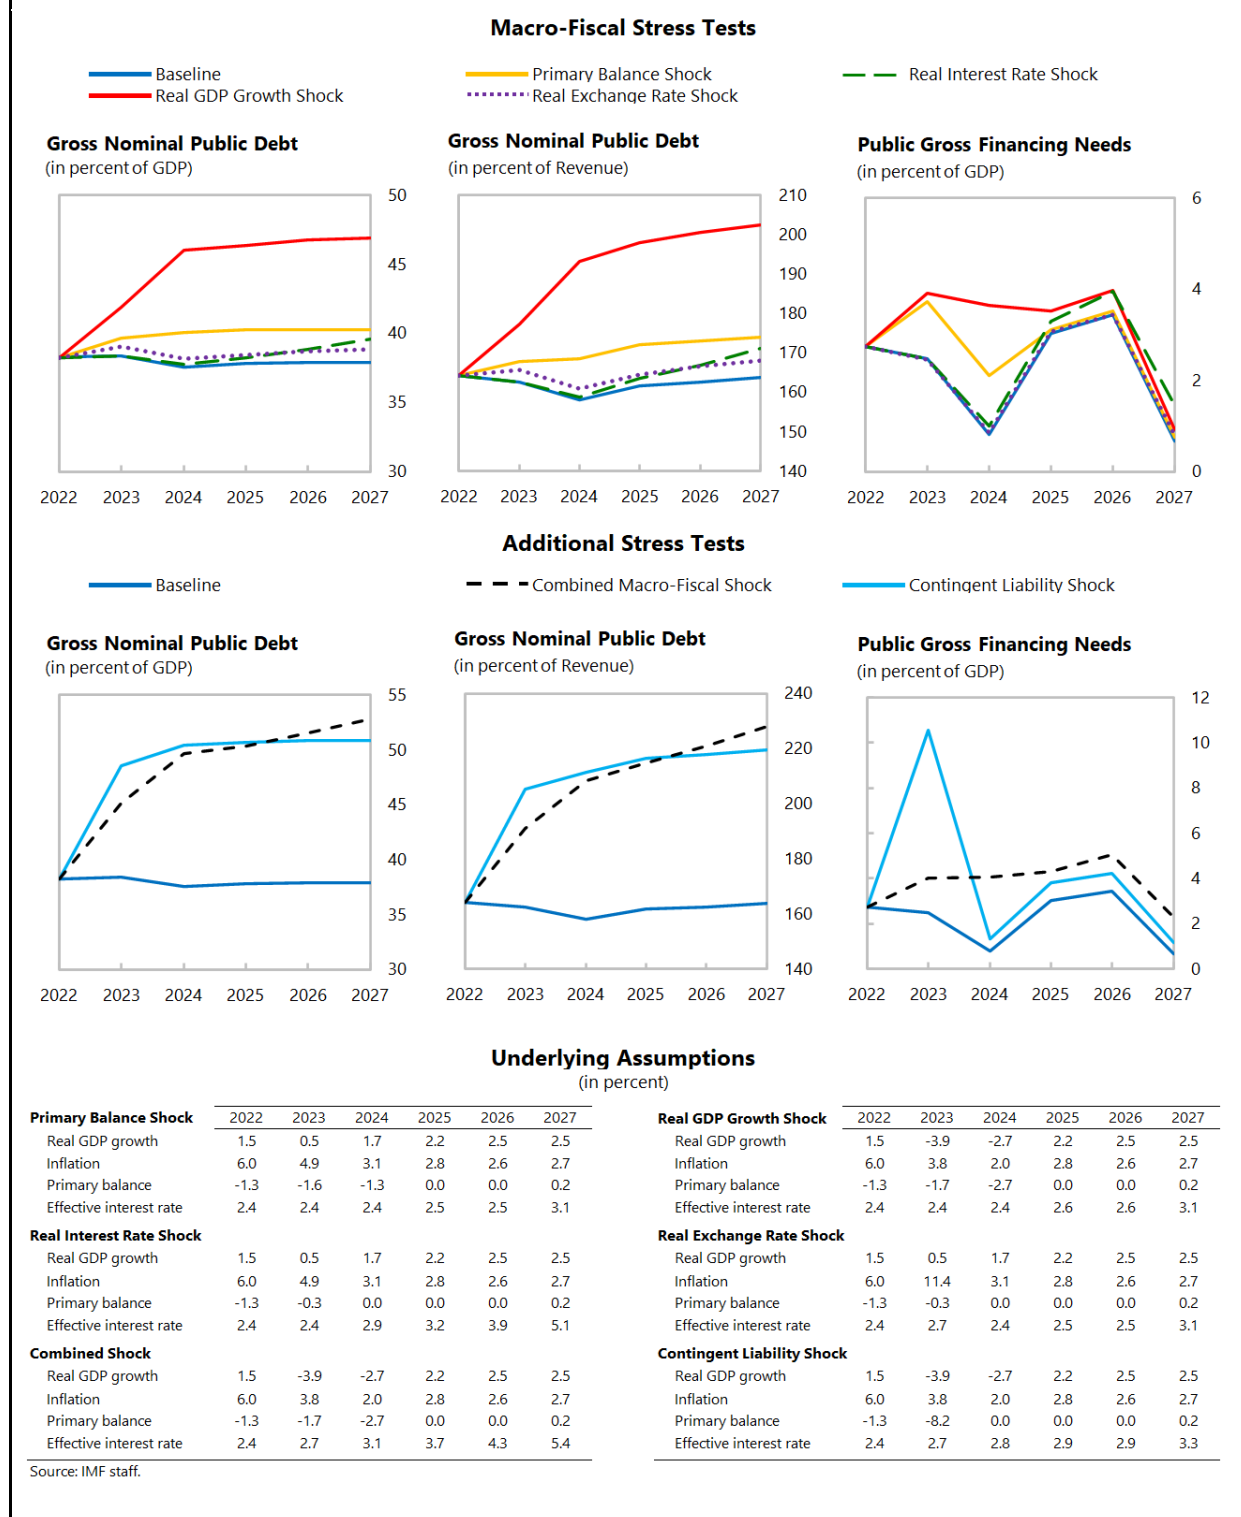 Macro-Fiscal Stress Tests
Baseline
Primary Balance Shock
Real Interest Rate Shock
Real GDP Growth Shock
Real Exchange Rate Shock
Gross Nominal Public Debt
(in percent of GDP)
50
45
40
35
30
2022 2023 2024 2025 2026 2027
Gross Nominal Public Debt
(in percent of Revenue)
210
200
190
180
170
160
150
140
2022 2023 2024 2025 2026 2027
Public Gross Financing Needs
(in percent of GDP)
6
4
2
0
2022 2023 2024 2025 2026 2027
Additional Stress Tests
Baseline
Combined Macro-Fiscal Shock
Contingent Liability Shock
Gross Nominal Public Debt
(in percent of GDP)
55
50
45
40
35
30
2022 2023 2024 2025 2026 2027
Gross Nominal Public Debt
(in percent of Revenue)
240
220
200
180
160
140
2022 2023 2024 2025 2026 2027
Public Gross Financing Needs
(in percent of GDP)
12
10
8
6
4
2
0
2022 2023 2024 2025 2026 2027
Underlying Assumptions
(in percent)
Primary Balance Shock 2022 2023 2024 2025 2026 2027
Real GDP growth 1.5 0.5 1.7 2.2 2.5 2.5
Inflation 6.0 4.9 3.1 2.8 2.6 2.7
Primary balance -1.3 -1.6 -1.3 0.0 0.0 0.2
Effective interest rate 2.4 2.4 2.4 2.5 2.5 3.1
Real Interest Rate Shock
Real GDP growth 1.5 0.5 1.7 2.2 2.5 2.5
Inflation 6.0 4.9 3.1 2.8 2.6 2.7
Primary balance -1.3 -0.3 0.0 0.0 0.0 0.2
Effective interest rate 2.4 2.4 2.9 3.2 3.9 5.1
Combined Shock
Real GDP growth 1.5 -3.9 -2.7 2.2 2.5 2.5
Inflation 6.0 3.8 2.0 2.8 2.6 2.7
Primary balance -1.3 -1.7 -2.7 0.0 0.0 0.2
Effective interest rate 2.4 2.7 3.1 3.7 4.3 5.4
Source: IMF staff.
Real GDP Growth Shock 2022 2023 2024 2025 2026 2027
Real GDP growth 1.5 -3.9 -2.7 2.2 2.5 2.5
Inflation 6.0 3.8 2.0 2.8 2.6 2.7
Primary balance -1.3 -1.7 -2.7 0.0 0.0 0.2
Effective interest rate 2.4 2.4 2.4 2.6 2.6 3.1
Real Exchange Rate Shock
Real GDP growth 1.5 0.5 1.7 2.2 2.5 2.5
Inflation 6.0 11.4 3.1 2.8 2.6 2.7
Primary balance -1.3 -0.3 0.0 0.0 0.0 0.2
Effective interest rate 2.4 2.7 2.4 2.5 2.5 3.1
Contingent Liability Shock
Real GDP growth 1.5 -3.9 -2.7 2.2 2.5 2.5
Inflation 6.0 3.8 2.0 2.8 2.6 2.7
Primary balance -1.3 -8.2 0.0 0.0 0.0 0.2
Effective interest rate 2.4 2.7 2.8 2.9 2.9 3.3